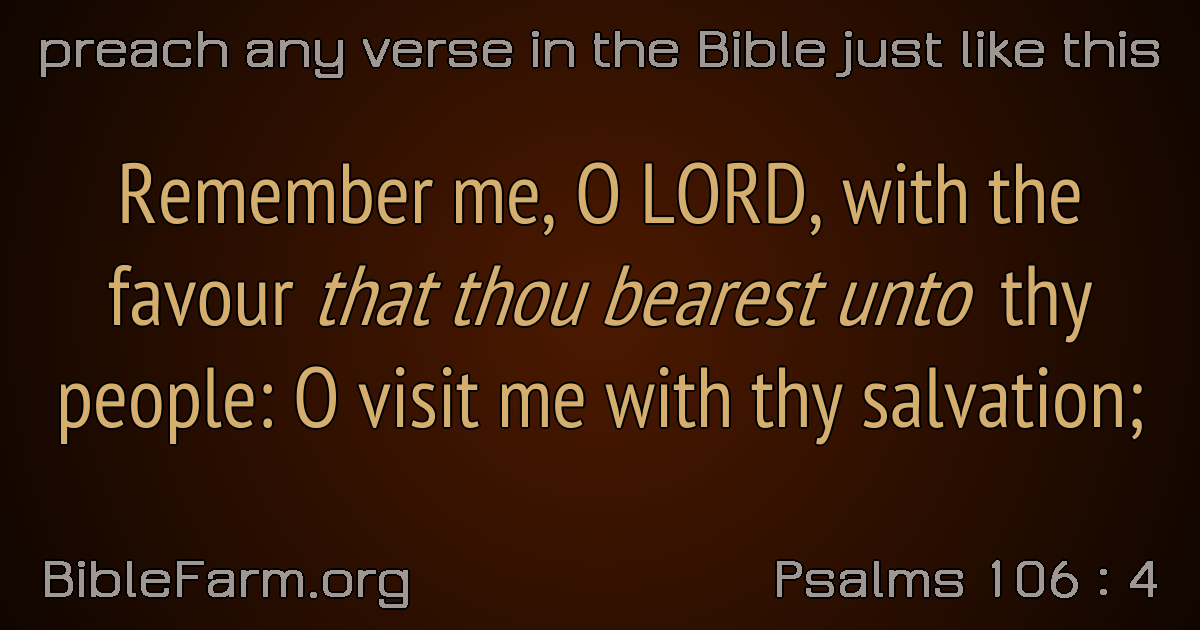 preach any verse in the Bible just like this
Remember me, O LORD, with the
favour that thou bearest unto thy
people: O visit me with thy salvation;
BibleFarm.org
Psalms 106 : 4